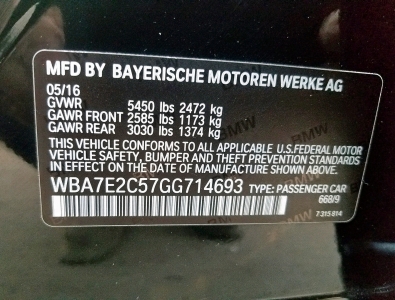 MFD BY BAYERISCHE MOTOREN WERKE AG
05/16
GVWR 5450 lbs 2472 kg
GAWR FRONT 2585 lbs 1173 kg
GAWR REAR 3030 lbs 1374 kg
THIS VEHICLE CONFORMS TO ALL APPLICABLE U.S.FEDERAL MOTOR
VEHICLE SAFETY, BUMPER AND THEFT PREVENTION STANDARDS IN
EFFECT ON THE DATE OF MANUFACTURE SHOWN ABOVE.
WBA7E2C57GG714693 TYPE: PASSENGER CAR
668/9
7 315 814